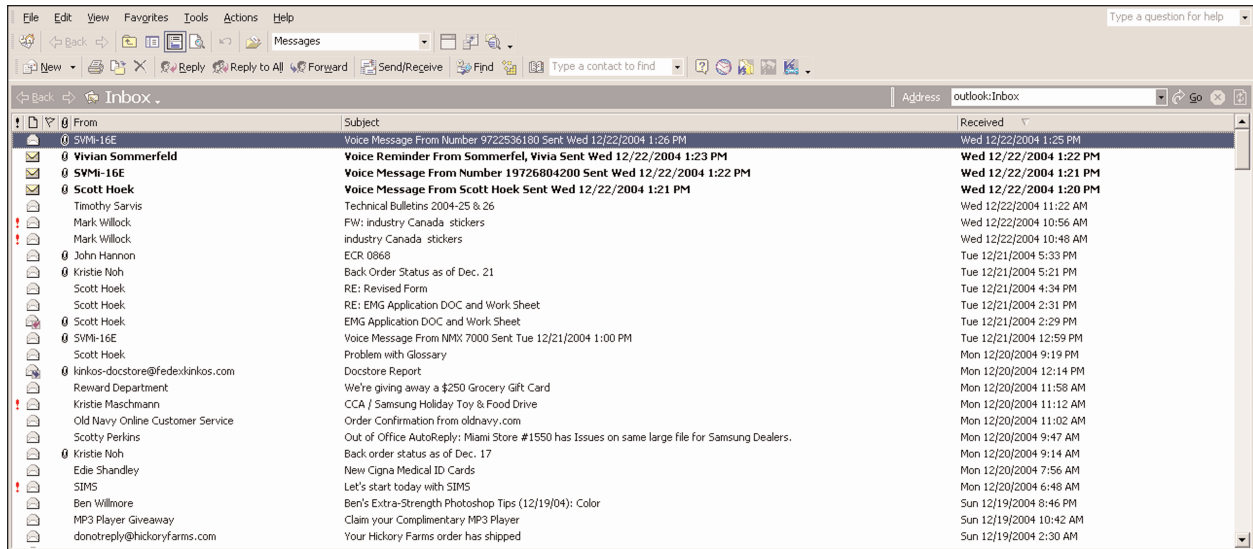 File Edit View Favorites Tools Actions Help Type a question for help
Back Messages
New Reply Reply to All Forward Send/Receive Find Type a contact to find
Back Inbox Address outlook:Inbox Go
! From Subject Received
SVMi-16E Voice Message From Number 9722536180 Sent Wed 12/22/2004 1:26 PM Wed 12/22/2004 1:25 PM
Vivian Sommerfeld Voice Reminder From Sommerfel, Vivia Sent Wed 12/22/2004 1:23 PM Wed 12/22/2004 1:22 PM
SVMi-16E Voice Message From Number 19726804200 Sent Wed 12/22/2004 1:22 PM Wed 12/22/2004 1:21 PM
Scott Hoek Voice Message From Scott Hoek Sent Wed 12/22/2004 1:21 PM Wed 12/22/2004 1:20 PM
Timothy Sarvis Technical Bulletins 2004-25 & 26 Wed 12/22/2004 11:22 AM
! Mark Willock FW: industry Canada stickers Wed 12/22/2004 10:56 AM
! Mark Willock industry Canada stickers Wed 12/22/2004 10:48 AM
John Hannon ECR 0868 Tue 12/21/2004 5:33 PM
Kristie Noh Back Order Status as of Dec. 21 Tue 12/21/2004 5:21 PM
Scott Hoek RE: Revised Form Tue 12/21/2004 4:34 PM
Scott Hoek RE: EMG Application DOC and Work Sheet Tue 12/21/2004 2:31 PM
Scott Hoek EMG Application DOC and Work Sheet Tue 12/21/2004 2:29 PM
SVMi-16E Voice Message From NMX 7000 Sent Tue 12/21/2004 1:00 PM Tue 12/21/2004 12:59 PM
Scott Hoek Problem with Glossary Mon 12/20/2004 9:19 PM
kinkos-docstore@fedexkinkos.com Docstore Report Mon 12/20/2004 12:14 PM
Reward Department We're giving away a $250 Grocery Gift Card Mon 12/20/2004 11:58 AM
! Kristie Maschmann CCA / Samsung Holiday Toy & Food Drive Mon 12/20/2004 11:12 AM
Old Navy Online Customer Service Order Confirmation from oldnavy.com Mon 12/20/2004 11:02 AM
Scotty Perkins Out of Office AutoReply: Miami Store #1550 has Issues on same large file for Samsung Dealers. Mon 12/20/2004 9:47 AM
Kristie Noh Back order status as of Dec. 17 Mon 12/20/2004 9:14 AM
Edie Shandley New Cigna Medical ID Cards Mon 12/20/2004 7:56 AM
! SIMS Let's start today with SIMS Mon 12/20/2004 6:48 AM
Ben Willmore Ben's Extra-Strength Photoshop Tips (12/19/04): Color Sun 12/19/2004 8:46 PM
MP3 Player Giveaway Claim your Complimentary MP3 Player Sun 12/19/2004 10:42 AM
donotreply@hickoryfarms.com Your Hickory Farms order has shipped Sun 12/19/2004 2:30 AM